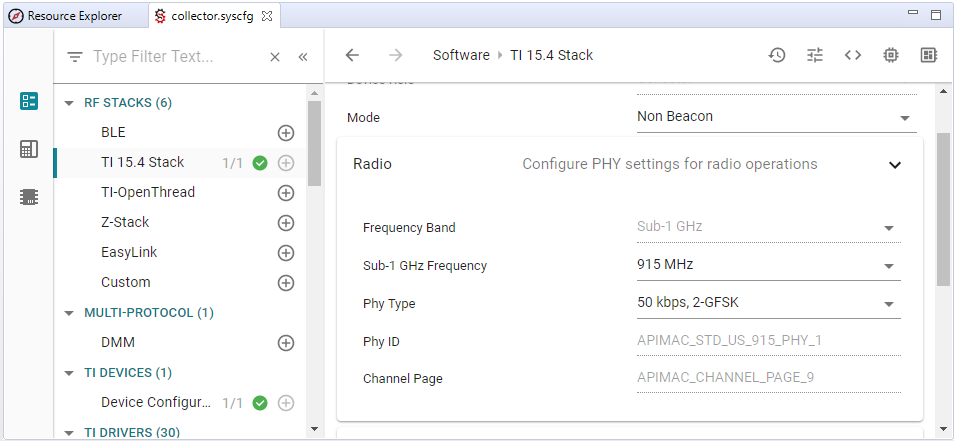 Resource Explorer
collector.syscfg
Type Filter Text...
Software
TI 15.4 Stack
RF STACKS (6)
BLE
TI 15.4 Stack 1/1
TI-OpenThread
Z-Stack
EasyLink
Custom
MULTI-PROTOCOL (1)
DMM
TI DEVICES (1)
Device Configur... 1/1
TI DRIVERS (30)
Mode Non Beacon
Radio Configure PHY settings for radio operations
Frequency Band Sub-1 GHz
Sub-1 GHz Frequency 915 MHz
Phy Type 50 kbps, 2-GFSK
Phy ID APIMAC_STD_US_915_PHY_1
Channel Page APIMAC_CHANNEL_PAGE_9